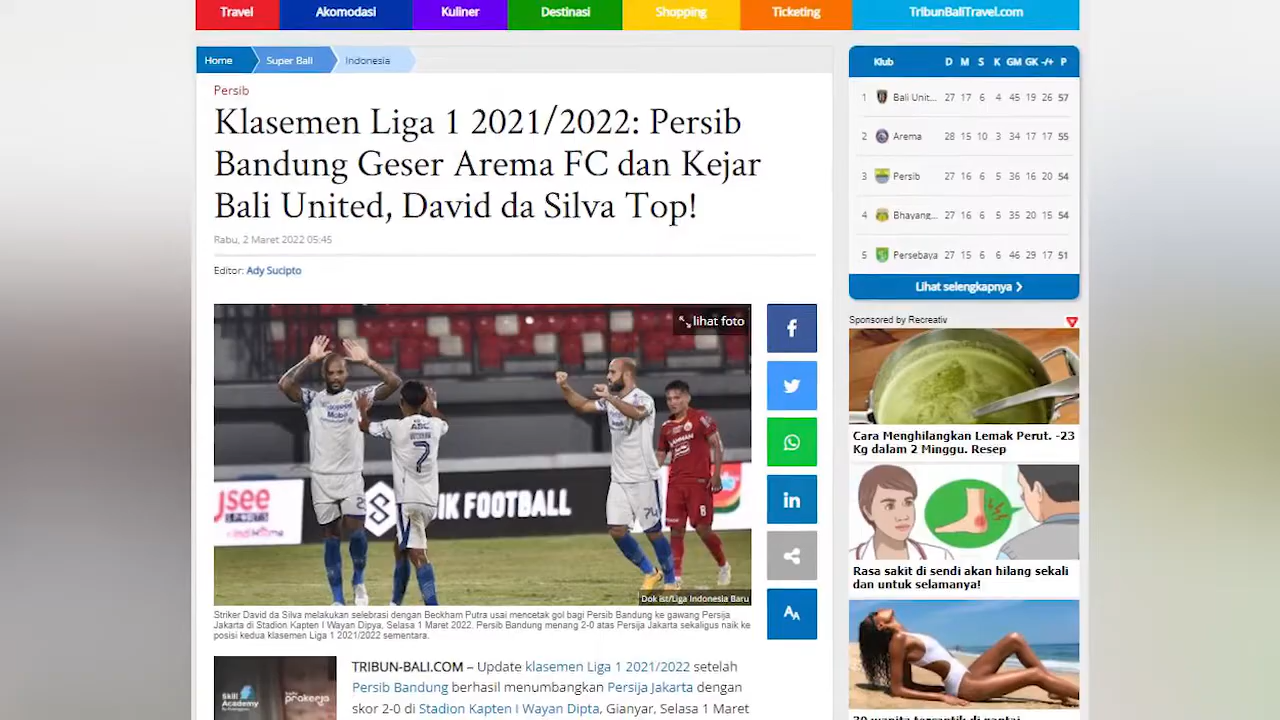 Travel
Akomodasi
Kuliner
Destinasi
Shopping
Ticketing
TribunBaliTravel.com
Home
Super Ball
Indonesia
Persib
Klasemen Liga 1 2021/2022: Persib
Bandung Geser Arema FC dan Kejar
Bali United, David da Silva Top!
Rabu, 2 Maret 2022 05:45
Editor: Ady Sucipto
lihat foto
ASC
7
8
IK FOOTBALL
Dok ist/Liga Indonesia Baru
Striker David da Silva melakukan selebrasi dengan Beckham Putra usai mencetak gol bagi Persib Bandung ke gawang Persija
Jakarta di Stadion Kapten I Wayan Dipya, Selasa 1 Maret 2022. Persib Bandung menang 2-0 atas Persija Jakarta sekaligus naik ke
posisi kedua klasemen Liga 1 2021/2022 sementara.
Skill
Academy
prakerja
TRIBUN-BALI.COM – Update klasemen Liga 1 2021/2022 setelah
Persib Bandung berhasil menumbangkan Persija Jakarta dengan
skor 2-0 di Stadion Kapten I Wayan Dipta, Gianyar, Selasa 1 Maret
Klub D M S K GM GK -/+ P
1 Bali Unit... 27 17 6 4 45 19 26 57
2 Arema 28 15 10 3 34 17 17 55
3 Persib 27 16 6 5 36 16 20 54
4 Bhayang... 27 16 6 5 35 20 15 54
5 Persebaya 27 15 6 6 46 29 17 51
Lihat selengkapnya
Sponsored by Recreativ
Cara Menghilangkan Lemak Perut. -23
Kg dalam 2 Minggu. Resep
Rasa sakit di sendi akan hilang sekali
dan untuk selamanya!